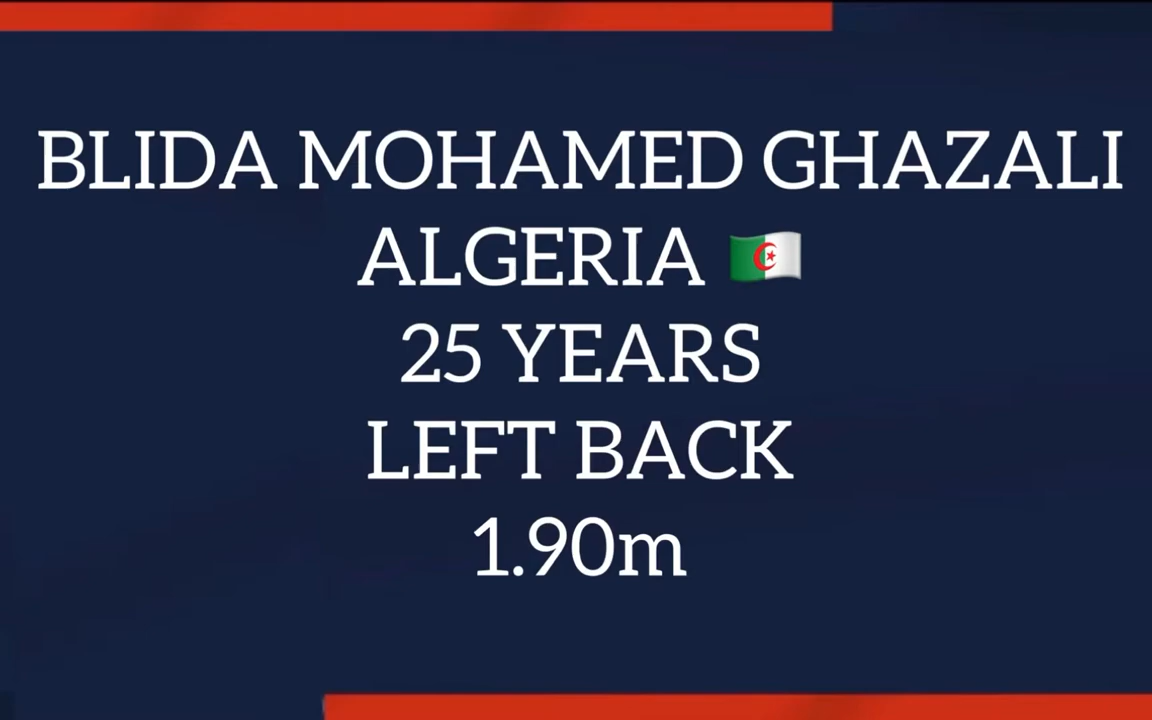 BLIDA MOHAMED GHAZALI
ALGERIA 🇩🇿
25 YEARS
LEFT BACK
1.90m